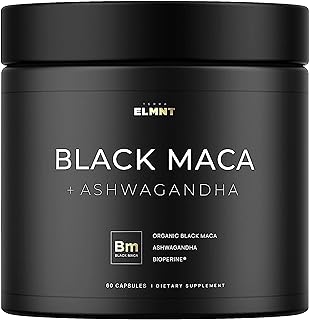 TERRA
ELMNT
BLACK MACA
+ ASHWAGANDHA
Bm
BLACK MACA
ORGANIC BLACK MACA
ASHWAGANDHA
BIOPERINE®
60 CAPSULES | DIETARY SUPPLEMENT